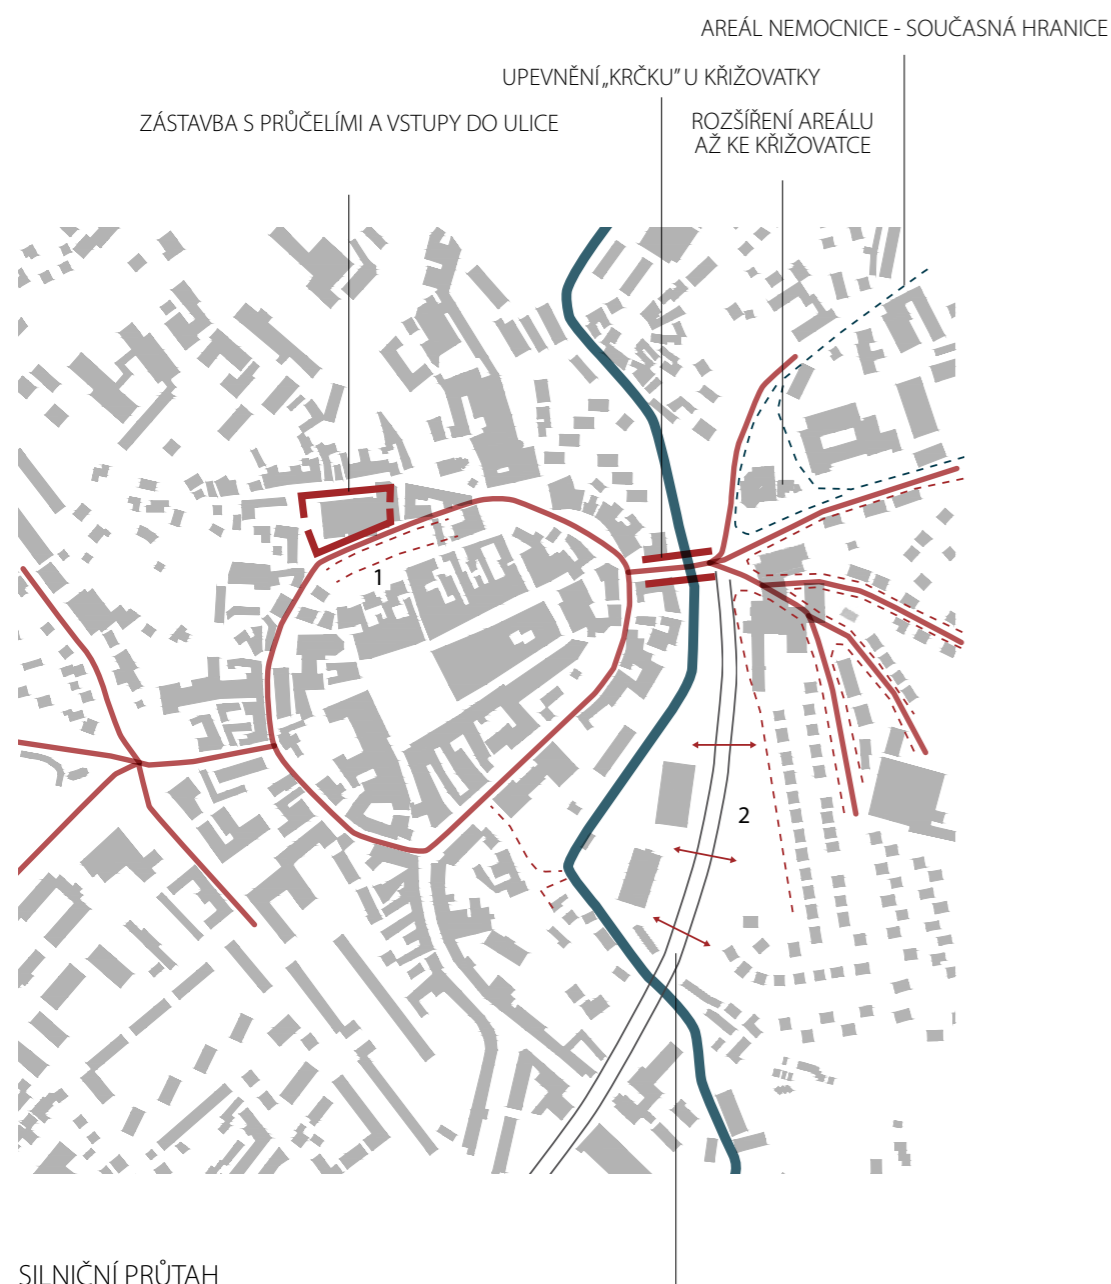 AREÁL NEMOCNICE - SOUČASNÁ HRANICE
UPEVNĚNÍ „KRČKU” U KŘIŽOVATKY
ZÁSTAVBA S PRŮČELÍMI A VSTUPY DO ULICE
ROZŠÍŘENÍ AREÁLU
AŽ KE KŘIŽOVATCE
1
2
SILNIČNÍ PRŮTAH